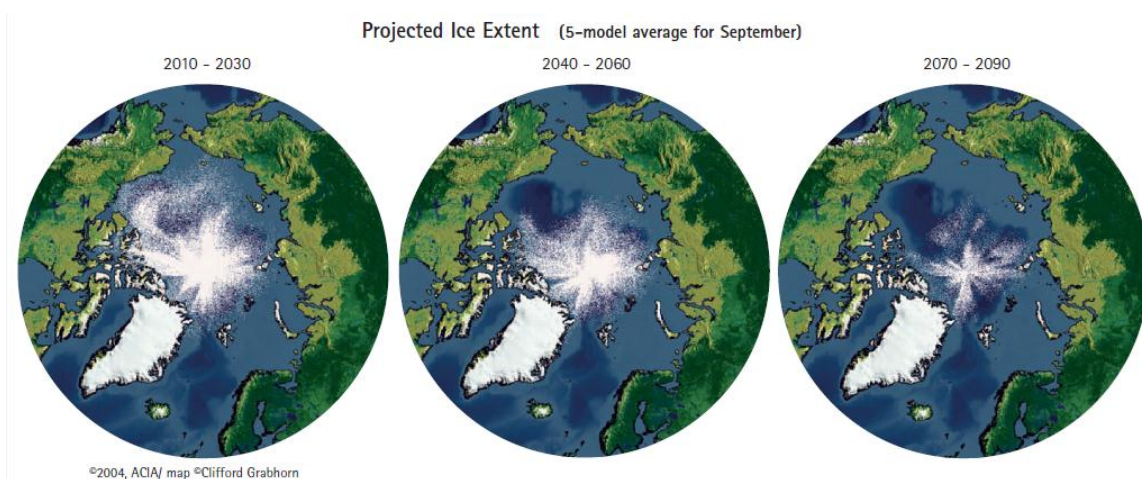 Projected Ice Extent (5-model average for September)
2010 - 2030
2040 - 2060
2070 - 2090
©2004, ACIA/ map ©Clifford Grabhorn